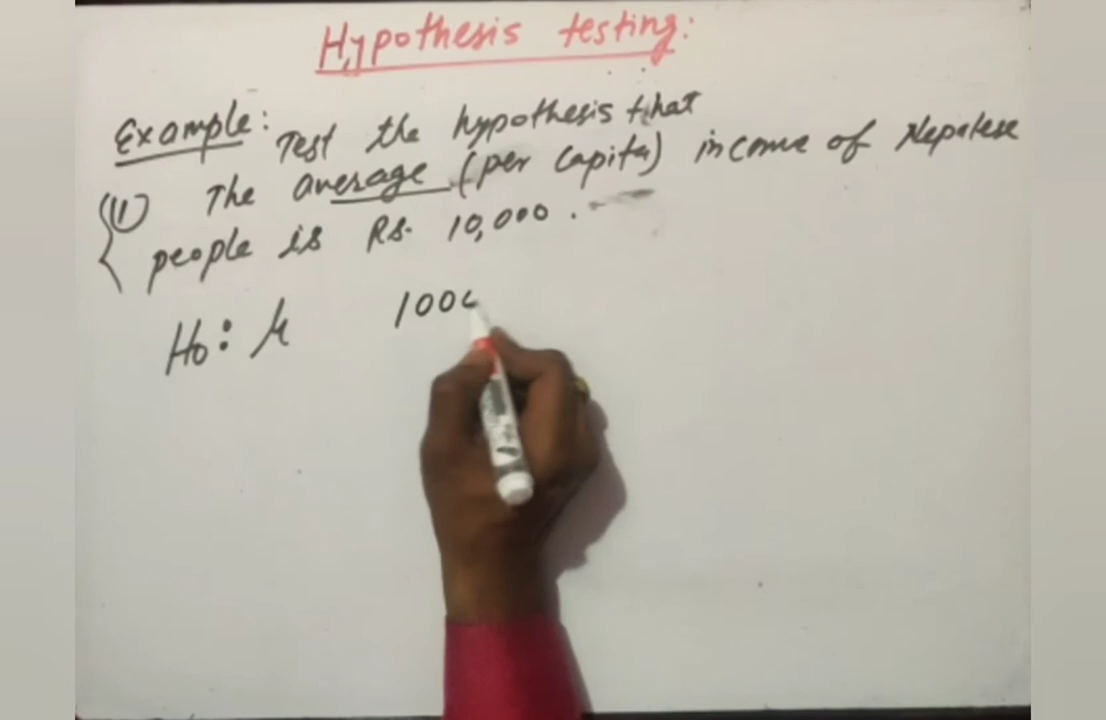 Hypothesis testing:
Example: Test the hypothesis that
(1) The average (per capita) income of Nepalese
people is Rs. 10,000.
Ho: μ 1000